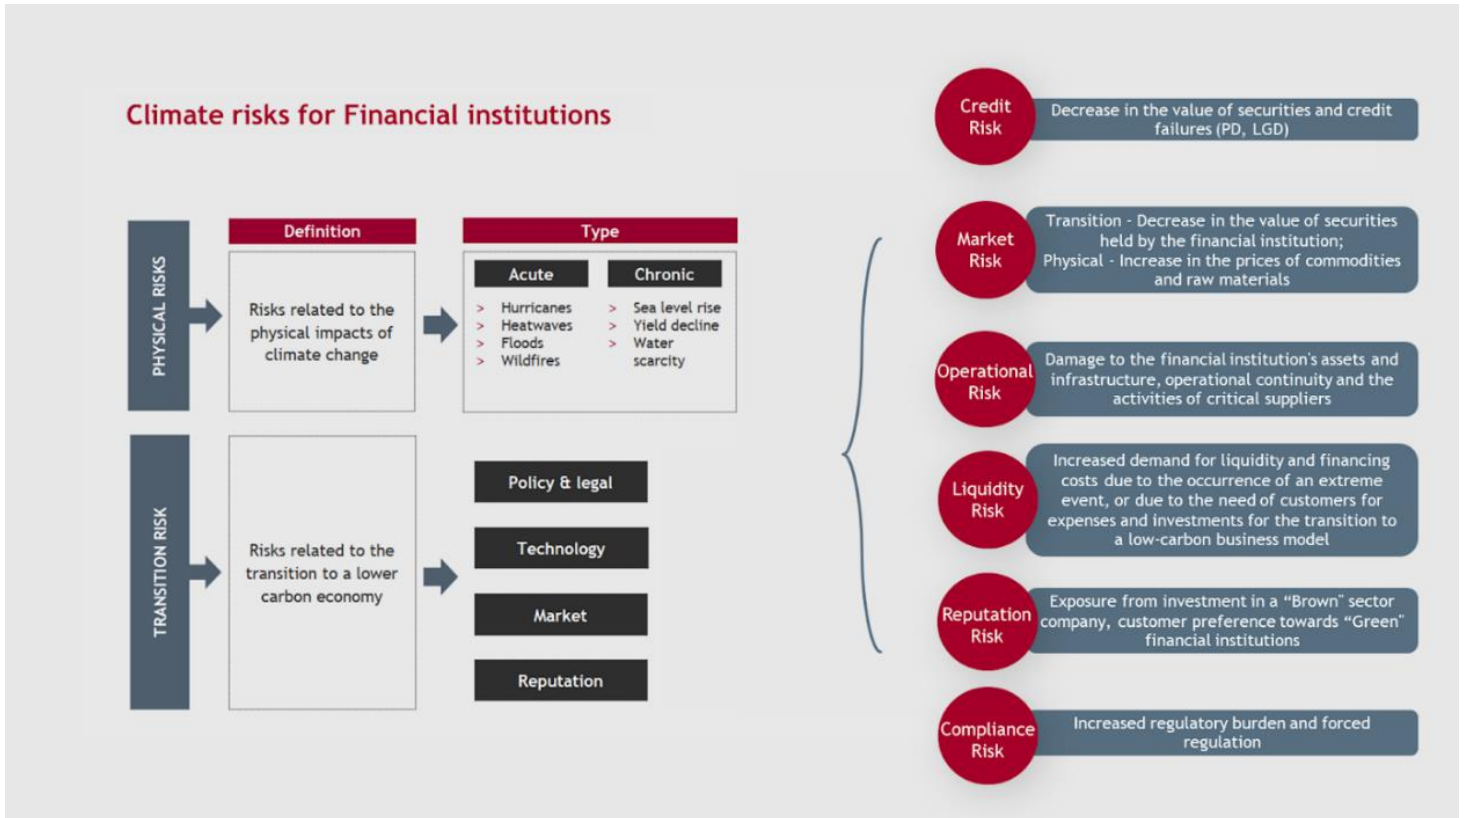 Climate risks for Financial institutions
PHYSICAL RISKS
Definition
Risks related to the
physical impacts of
climate change
Type
Acute
> Hurricanes
> Heatwaves
> Floods
> Wildfires
Chronic
> Sea level rise
> Yield decline
> Water
scarcity
TRANSITION RISK
Risks related to the
transition to a lower
carbon economy
Policy & legal
Technology
Market
Reputation
Credit
Risk
Decrease in the value of securities and credit
failures (PD, LGD)
Market
Risk
Transition - Decrease in the value of securities
held by the financial institution;
Physical - Increase in the prices of commodities
and raw materials
Operational
Risk
Damage to the financial institution's assets and
infrastructure, operational continuity and the
activities of critical suppliers
Liquidity
Risk
Increased demand for liquidity and financing
costs due to the occurrence of an extreme
event, or due to the need of customers for
expenses and investments for the transition to
a low-carbon business model
Reputation
Risk
Exposure from investment in a “Brown" sector
company, customer preference towards “Green"
financial institutions
Compliance
Risk
Increased regulatory burden and forced
regulation